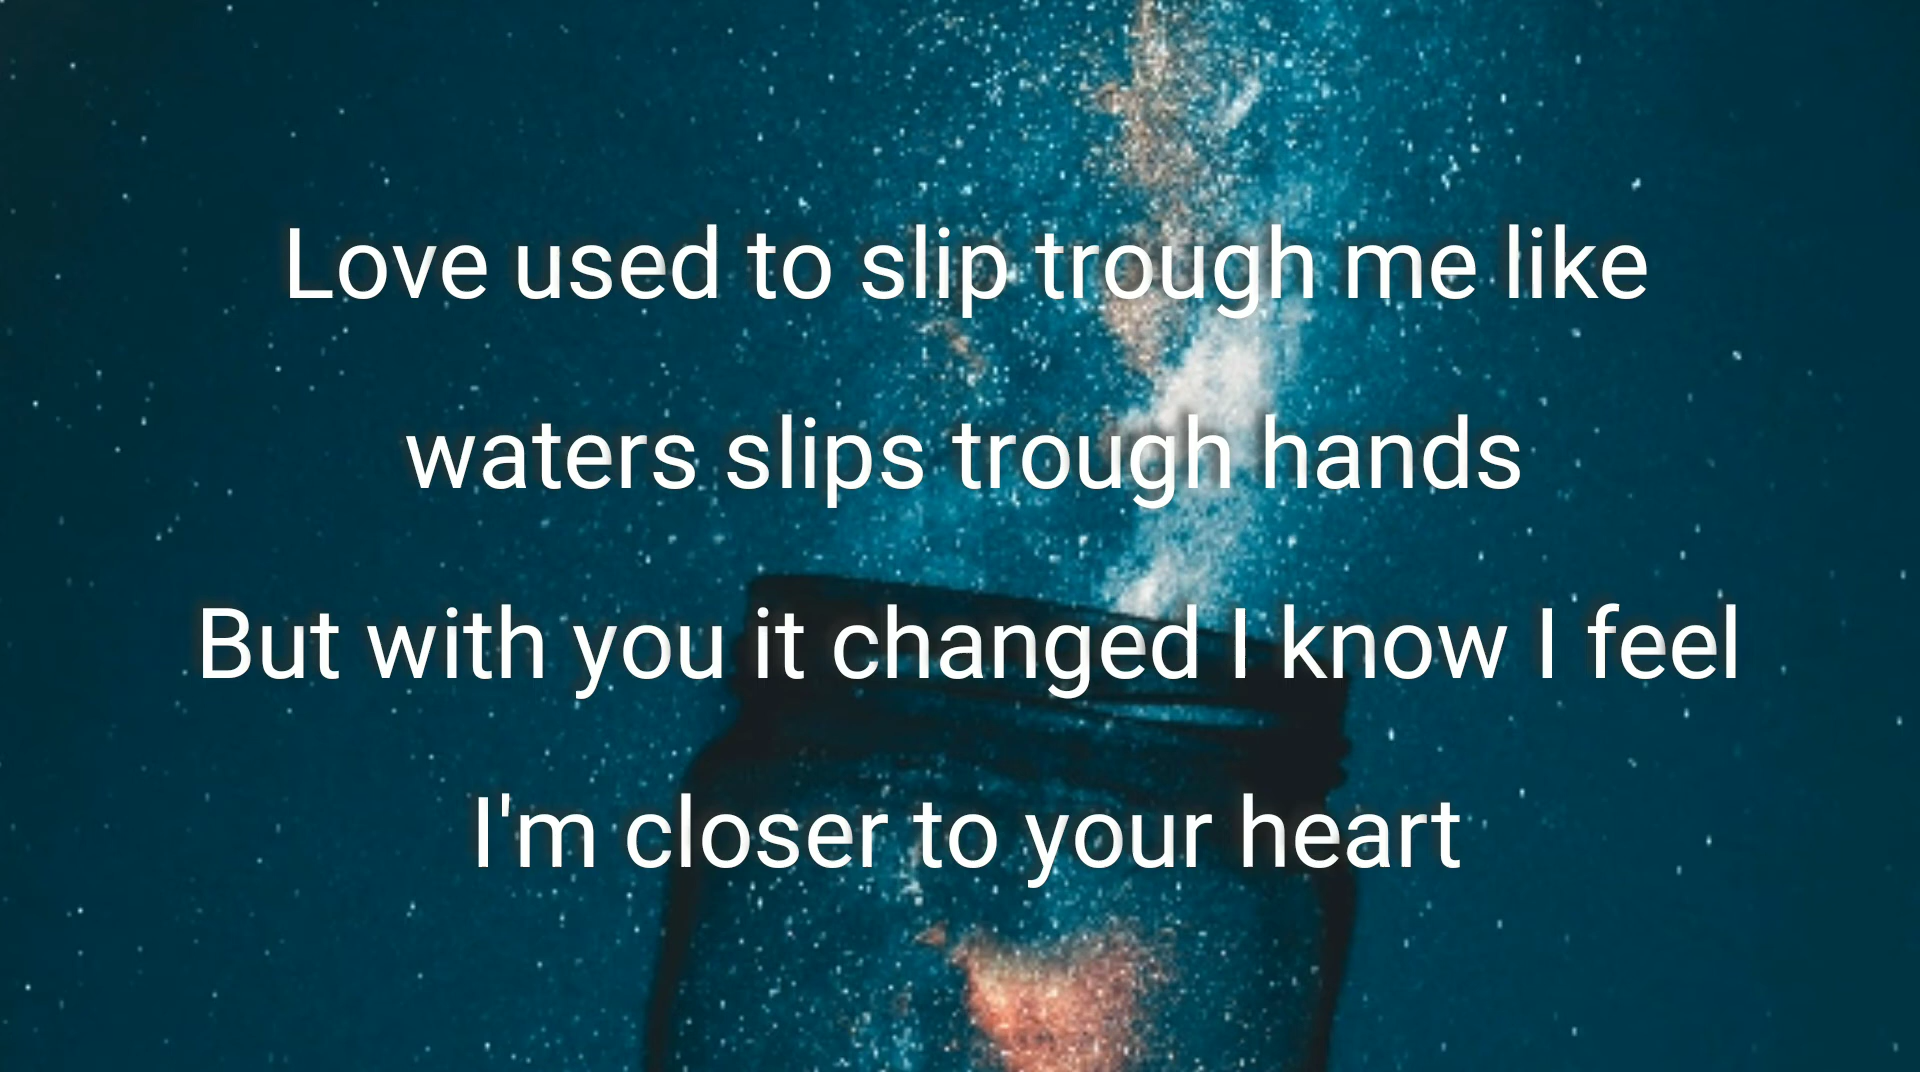 Love used to slip trough me like
waters slips trough hands
But with you it changed I know I feel
I'm closer to your heart